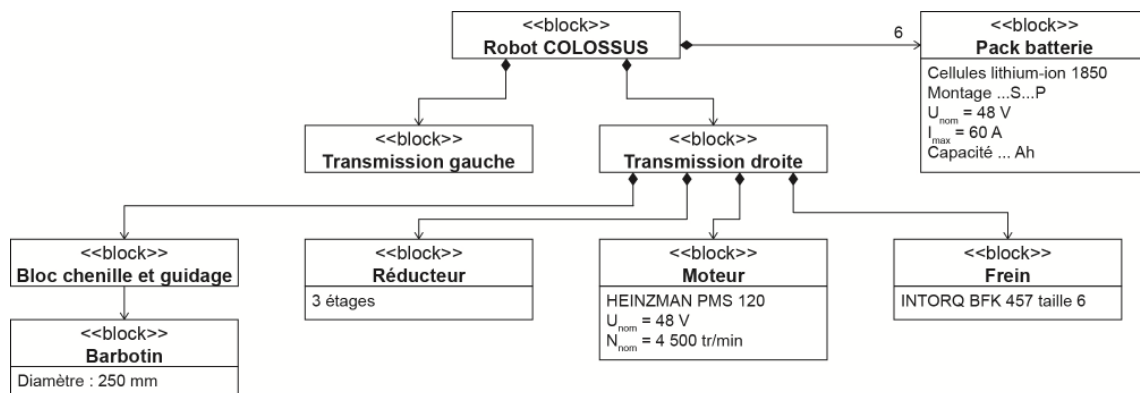 <<block>>
Robot COLOSSUS
6
<<block>>
Pack batterie
Cellules lithium-ion 1850
Montage ...S...P
Unom = 48 V
Imax = 60 A
Capacité ... Ah
<<block>>
Transmission gauche
<<block>>
Transmission droite
<<block>>
Bloc chenille et guidage
<<block>>
Réducteur
3 étages
<<block>>
Moteur
HEINZMAN PMS 120
Unom = 48 V
Nnom = 4 500 tr/min
<<block>>
Frein
INTORQ BFK 457 taille 6
<<block>>
Barbotin
Diamètre : 250 mm